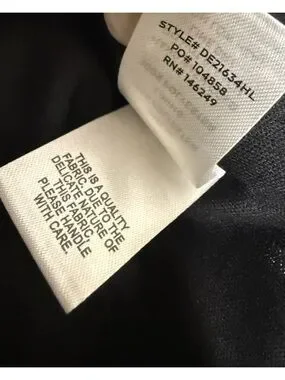 STYLE# DE21634HL
PO# 104858
RN# 146249
THIS IS A QUALITY
FABRIC. DUE TO THE
DELICATE NATURE OF
THIS FABRIC,
PLEASE HANDLE
WITH CARE.